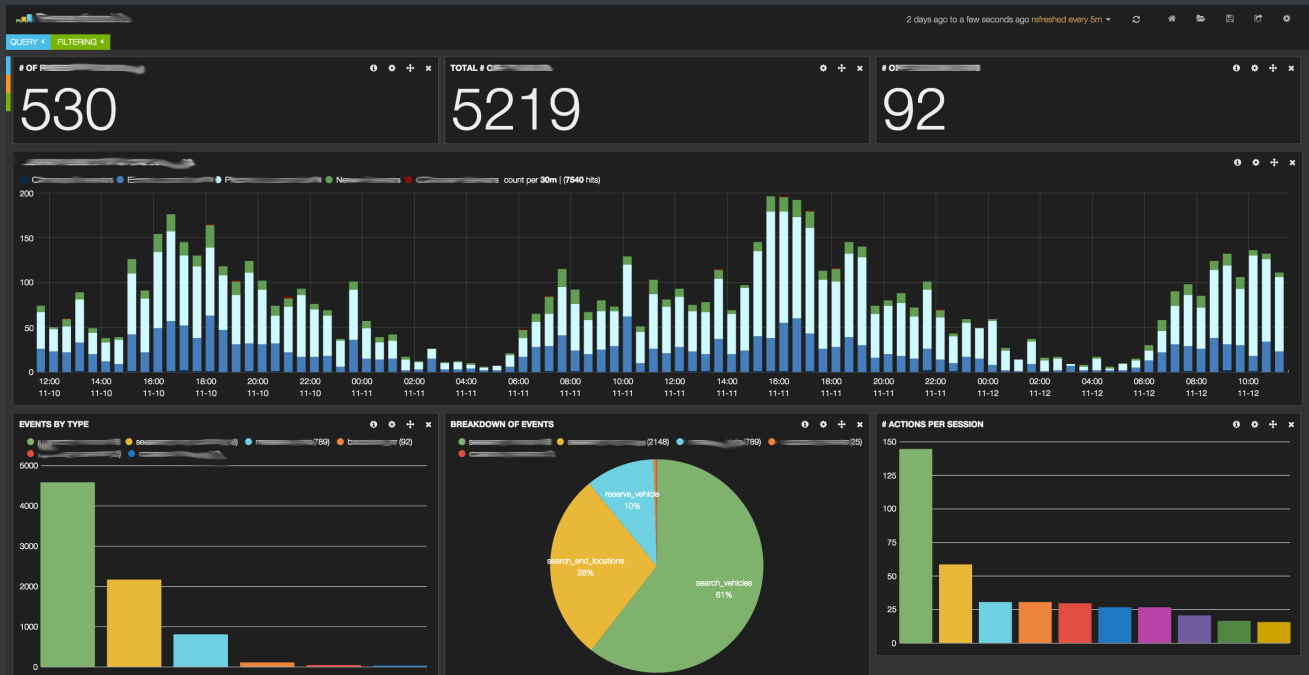 2 days ago to a few seconds ago refreshed every 5m
QUERY FILTERING
# OF
TOTAL #
# O
530
5219
92
count per 30m | (7540 hits)
200
150
100
50
0
12:00 14:00 16:00 18:00 20:00 22:00 00:00 02:00 04:00 06:00 08:00 10:00 12:00 14:00 16:00 18:00 20:00 22:00 00:00 02:00 04:00 06:00 08:00 10:00
11-10 11-10 11-10 11-10 11-10 11-10 11-11 11-11 11-11 11-11 11-11 11-11 11-11 11-11 11-11 11-11 11-11 11-11 11-12 11-12 11-12 11-12 11-12 11-12
EVENTS BY TYPE
789) (92)
5000
4000
3000
2000
1000
0
BREAKDOWN OF EVENTS
(2148) 789) 25)
reserve_vehicle
10%
search_end_locations
28%
search_vehicles
61%
# ACTIONS PER SESSION
150
125
100
75
50
25
0